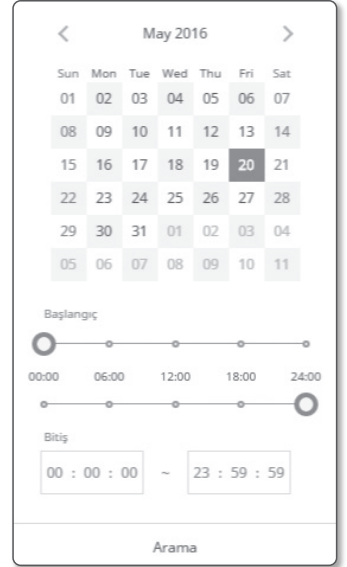 May 2016
Sun Mon Tue Wed Thu Fri Sat
01 02 03 04 05 06 07
08 09 10 11 12 13 14
15 16 17 18 19 20 21
22 23 24 25 26 27 28
29 30 31 01 02 03 04
05 06 07 08 09 10 11
Başlangıç
00:00 06:00 12:00 18:00 24:00
Bitiş
00 : 00 : 00 ~ 23 : 59 : 59
Arama